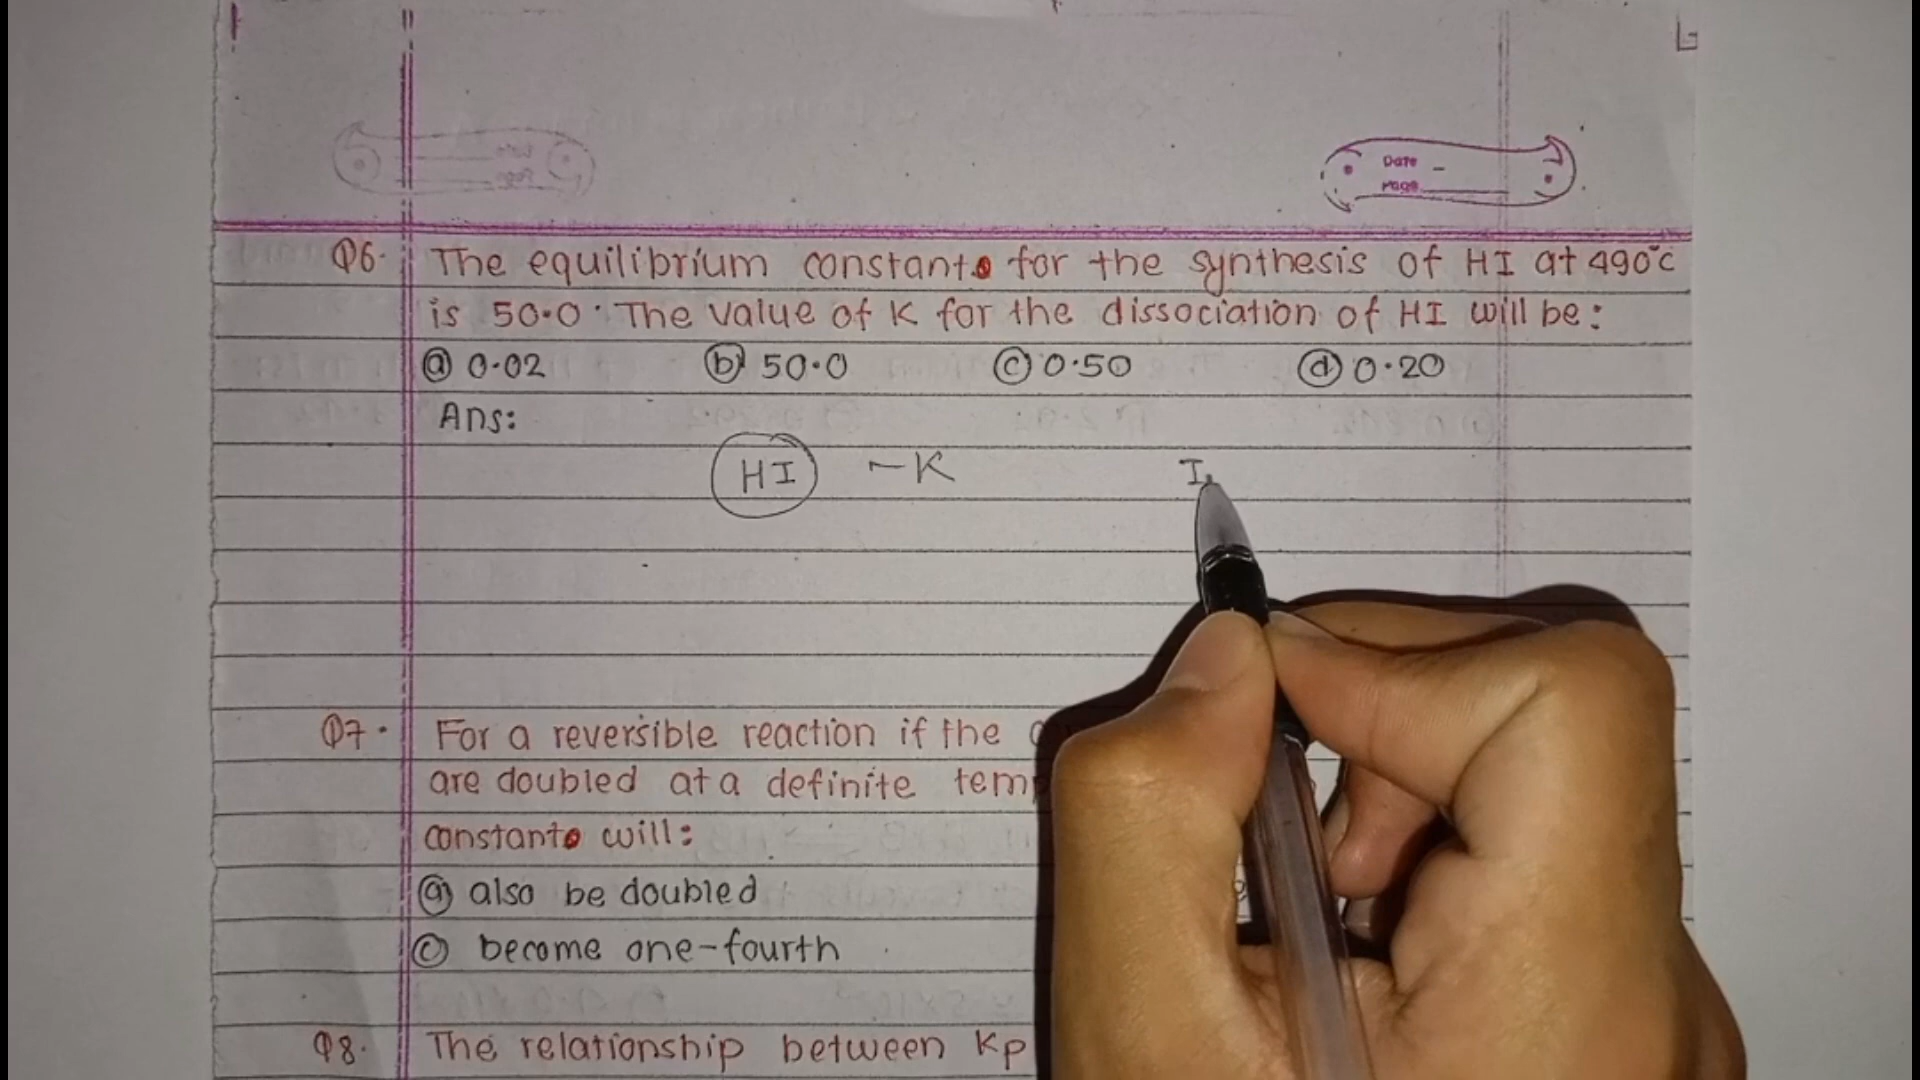 Date
Page
Q6. The equilibrium constant for the synthesis of HI at 490°C
is 50.0. The value of K for the dissociation of HI will be:
(a) 0.02 (b) 50.0 (c) 0.50 (d) 0.20
Ans:
HI - K I
Q7. For a reversible reaction if the
are doubled at a definite
constant will:
(a) also be doubled
(c) become one-fourth
Q8. The relationship between Kp